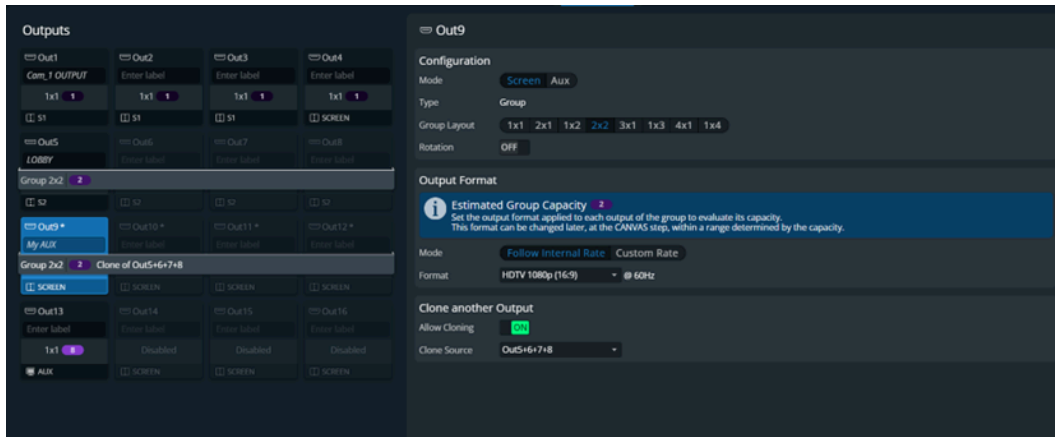 Outputs
Out1 Out2 Out3 Out4
Cam_1 OUTPUT Enter label Enter label Enter label
1x1 1 1x1 1 1x1 1 1x1 1
S1 S1 S1 SCREEN
Out5 Out6 Out7 Out8
LOBBY Enter label Enter label Enter label
Group 2x2 2
S2 S2 S2 S2
Out9 * Out10 * Out11 * Out12 *
My AUX Enter label Enter label Enter label
Group 2x2 2 Clone of Out5+6+7+8
SCREEN SCREEN SCREEN SCREEN
Out13 Out14 Out15 Out16
Enter label Enter label Enter label Enter label
1x1 8 Disabled Disabled Disabled
AUX SCREEN SCREEN SCREEN
Out9
Configuration
Mode Screen Aux
Type Group
Group Layout 1x1 2x1 1x2 2x2 3x1 1x3 4x1 1x4
Rotation OFF
Output Format
Estimated Group Capacity 2
Set the output format applied to each output of the group to evaluate its capacity.
This format can be changed later, at the CANVAS step, within a range determined by the capacity.
Mode Follow Internal Rate Custom Rate
Format HDTV 1080p (16:9) @ 60Hz
Clone another Output
Allow Cloning ON
Clone Source Out5+6+7+8